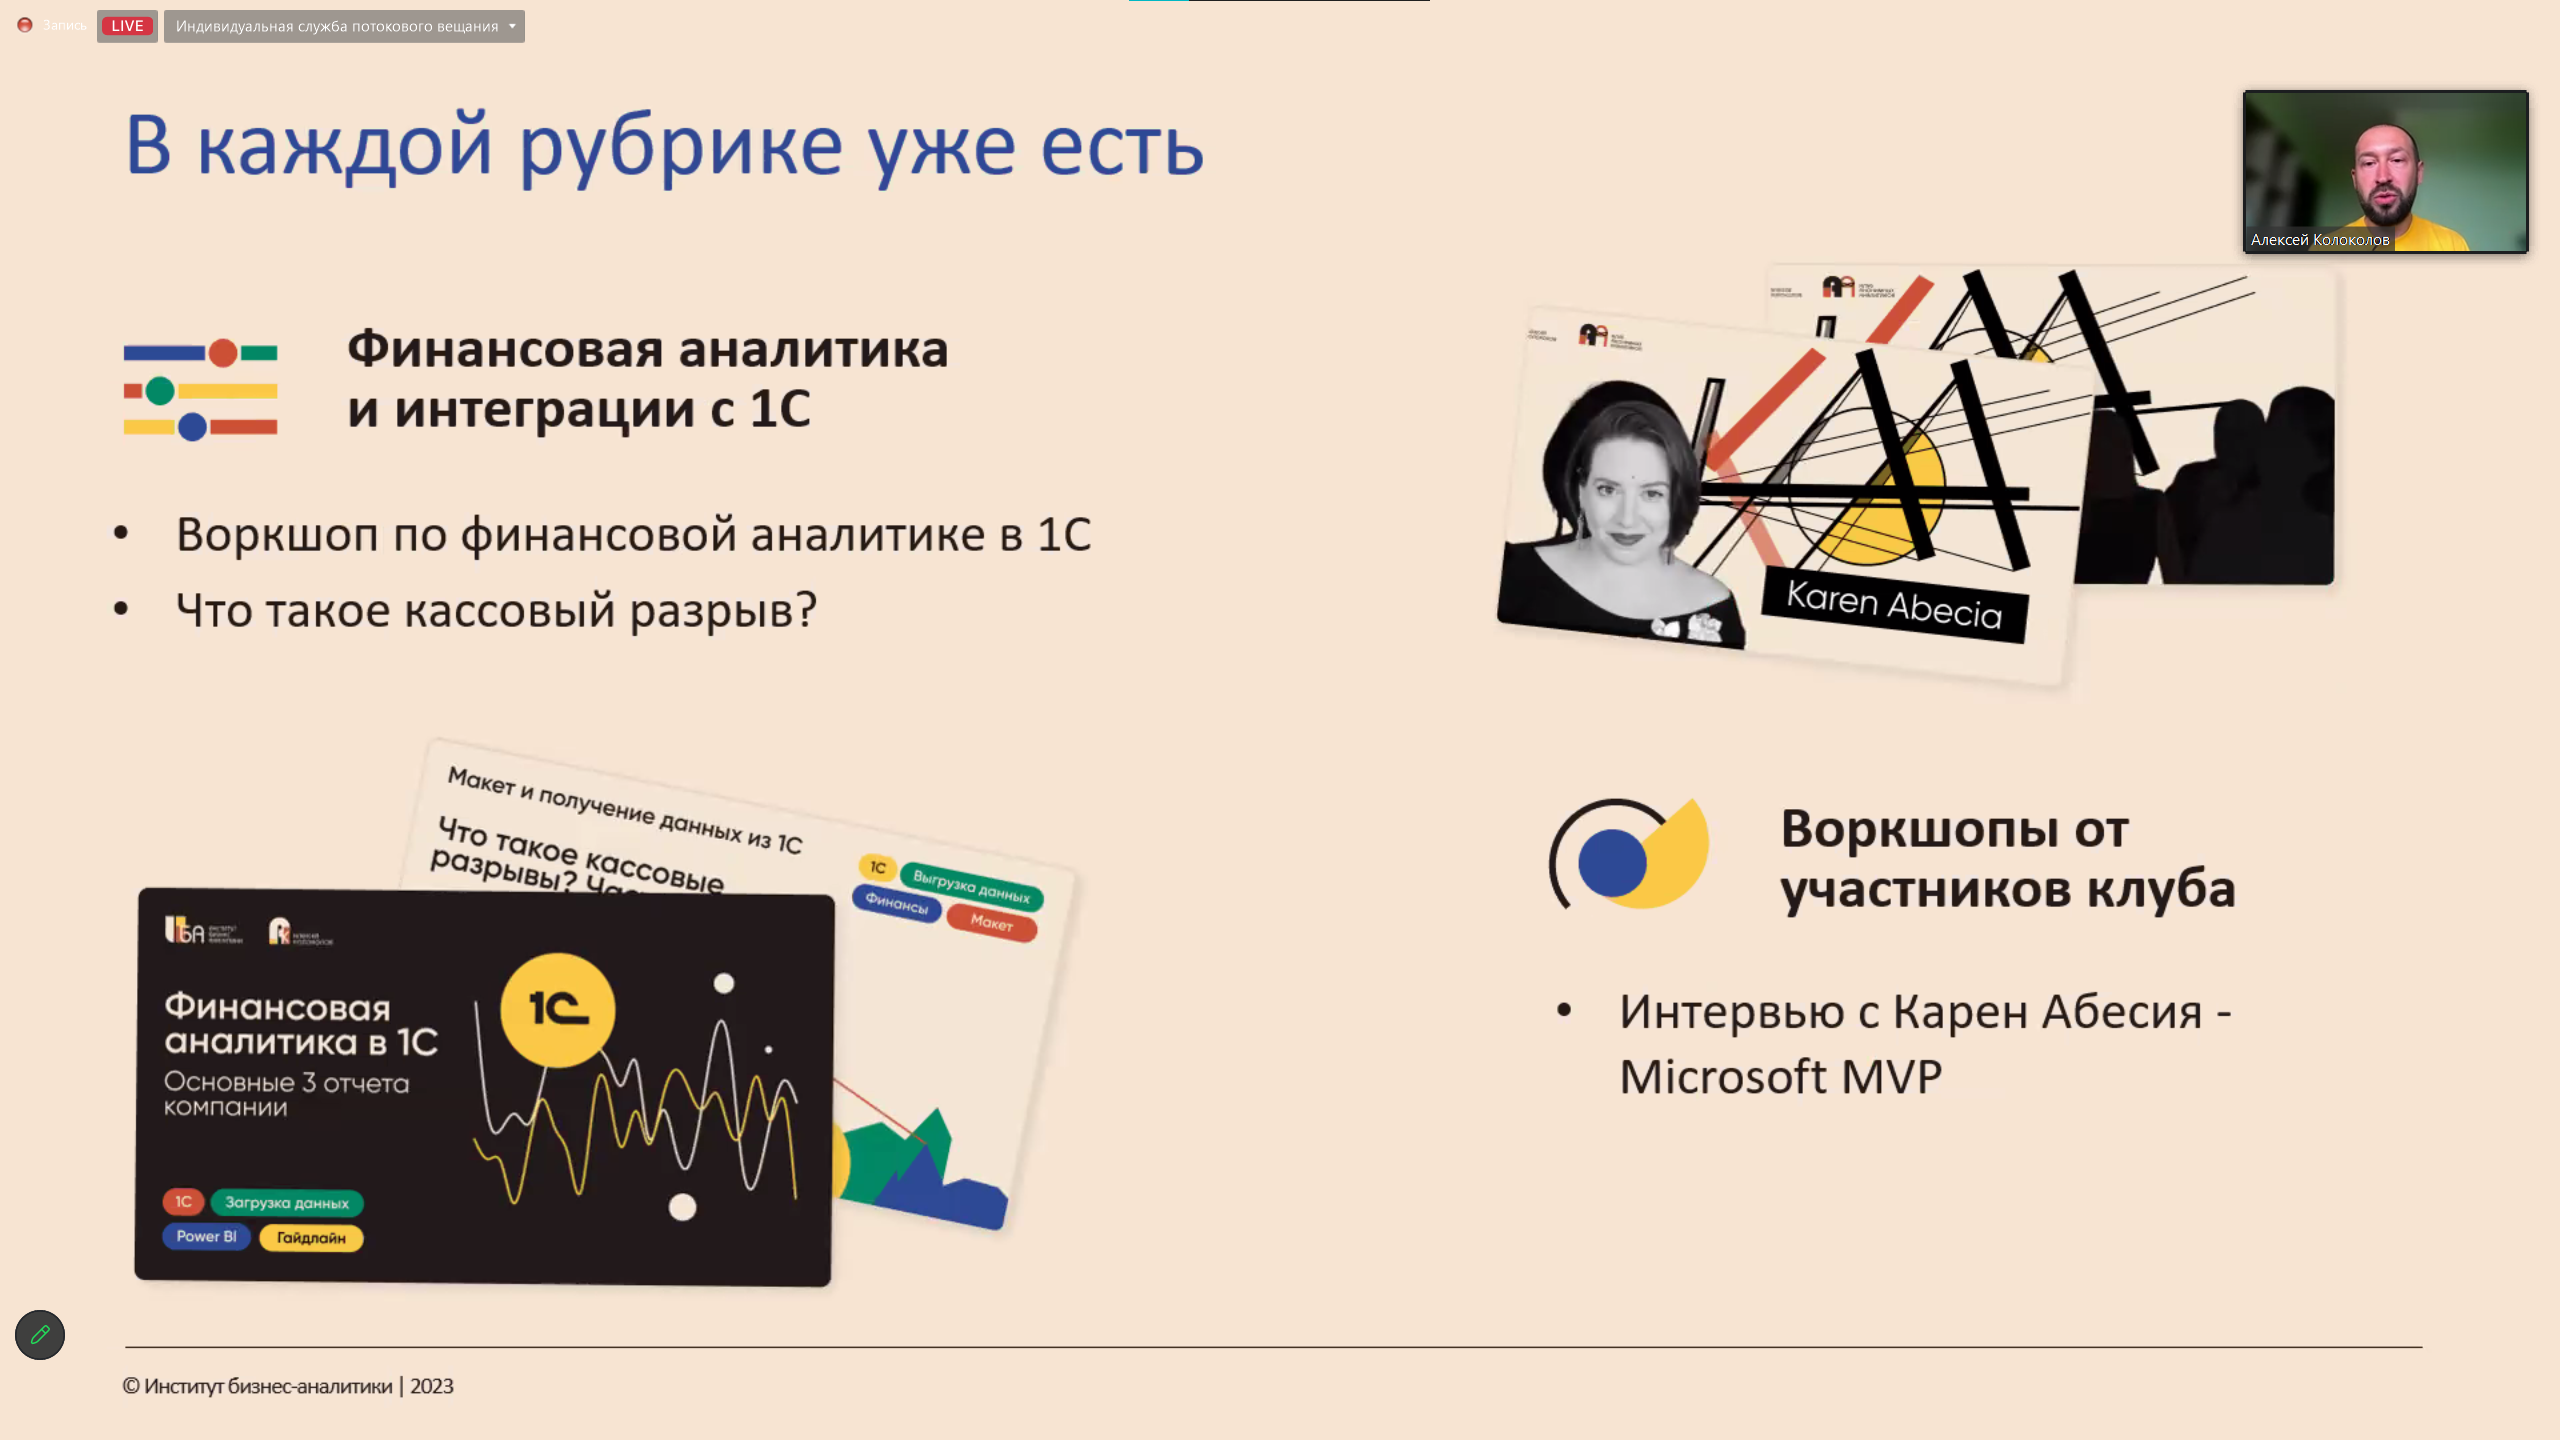 Запись
LIVE
Индивидуальная служба потокового вещания
В каждой рубрике уже есть
Алексей Колоколов
Финансовая аналитика
и интеграции с 1С
• Воркшоп по финансовой аналитике в 1С
• Что такое кассовый разрыв?
Karen Abecia
Макет и получение данных из 1С
Что такое кассовые
разрывы?
1С
Выгрузка данных
Финансы
Макет
Финансовая
аналитика в 1С
Основные 3 отчета
компании
1С
1С
Загрузка данных
Power BI
Гайдлайн
Воркшопы от
участников клуба
• Интервью с Карен Абесия -
Microsoft MVP
© Институт бизнес-аналитики | 2023